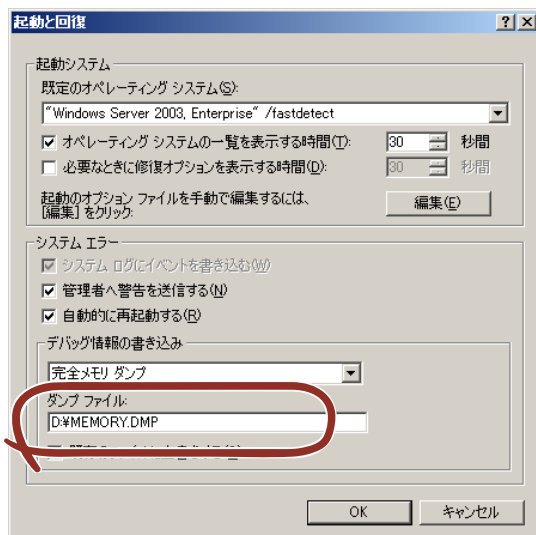 起動と回復
起動システム
既定のオペレーティング システム(S):
"Windows Server 2003, Enterprise" /fastdetect
オペレーティング システムの一覧を表示する時間(T): 30 秒間
必要なときに修復オプションを表示する時間(D): 30 秒間
起動のオプション ファイルを手動で編集するには、
[編集] をクリック:
編集(E)
システム エラー
システム ログにイベントを書き込む(W)
管理者へ警告を送信する(N)
自動的に再起動する(R)
デバッグ情報の書き込み
完全メモリ ダンプ
ダンプ ファイル:
D:¥MEMORY.DMP
OK キャンセル